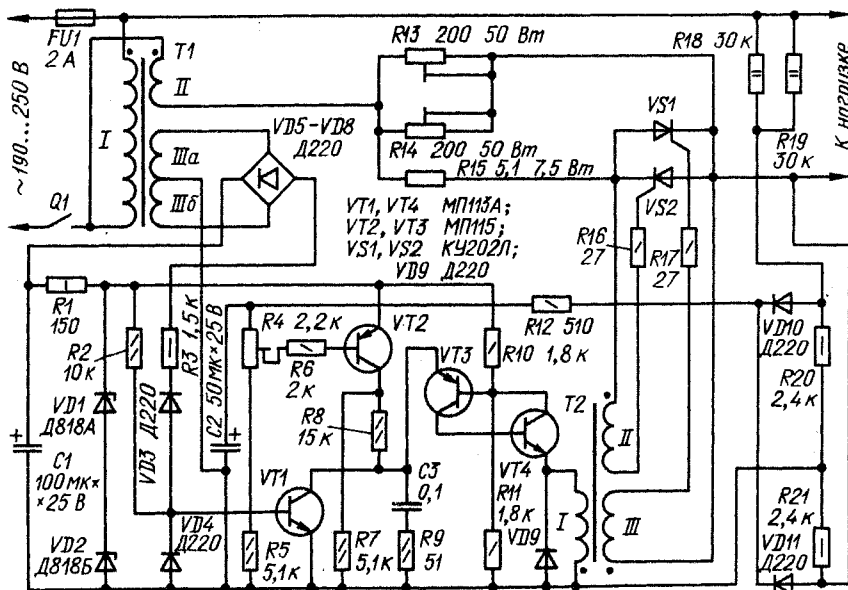 FU1
2 А
~190...250 В
Q1
I
T1
II
IIIа
IIIб
VD5-VD8
Д220
R13 200 50 Вт
R14 200 50 Вт
R15 5,1 7,5 Вт
VT1, VT4 МП113А;
VT2, VT3 МП115;
VS1, VS2 КУ202Л;
VD9 Д220
VS1
VS2
R16
27
R17
27
R18 30 к
R19
30 к
К нагрузке
R1
150
R2
10 к
R3 1,5 к
VD1
Д818А
VD3 Д220
C1
100 мк×
×25 В
VD2
Д818Б
VD4
Д220
C2 50 мк×25 В
R4 2,2 к
R6
2 к
VT2
R8
15 к
VT1
R5
5,1 к
R7
5,1 к
C3
0,1
R9
51
VT3
R10 1,8 к
R12 510
VT4
R11
1,8 к
VD9
T2
I
II
III
VD10
Д220
R20
2,4 к
R21
2,4 к
VD11
Д220